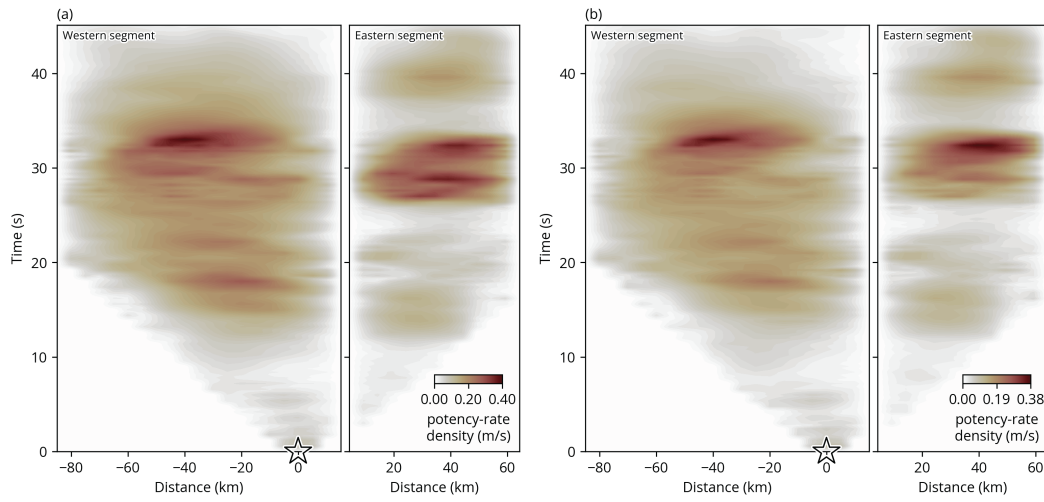 (a)
Western segment
Eastern segment
40
30
20
10
0
Time (s)
−80 −60 −40 −20 0
20 40 60
Distance (km)
Distance (km)
0.00 0.20 0.40
potency-rate
density (m/s)
(b)
Western segment
Eastern segment
40
30
20
10
0
Time (s)
−80 −60 −40 −20 0
20 40 60
Distance (km)
Distance (km)
0.00 0.19 0.38
potency-rate
density (m/s)